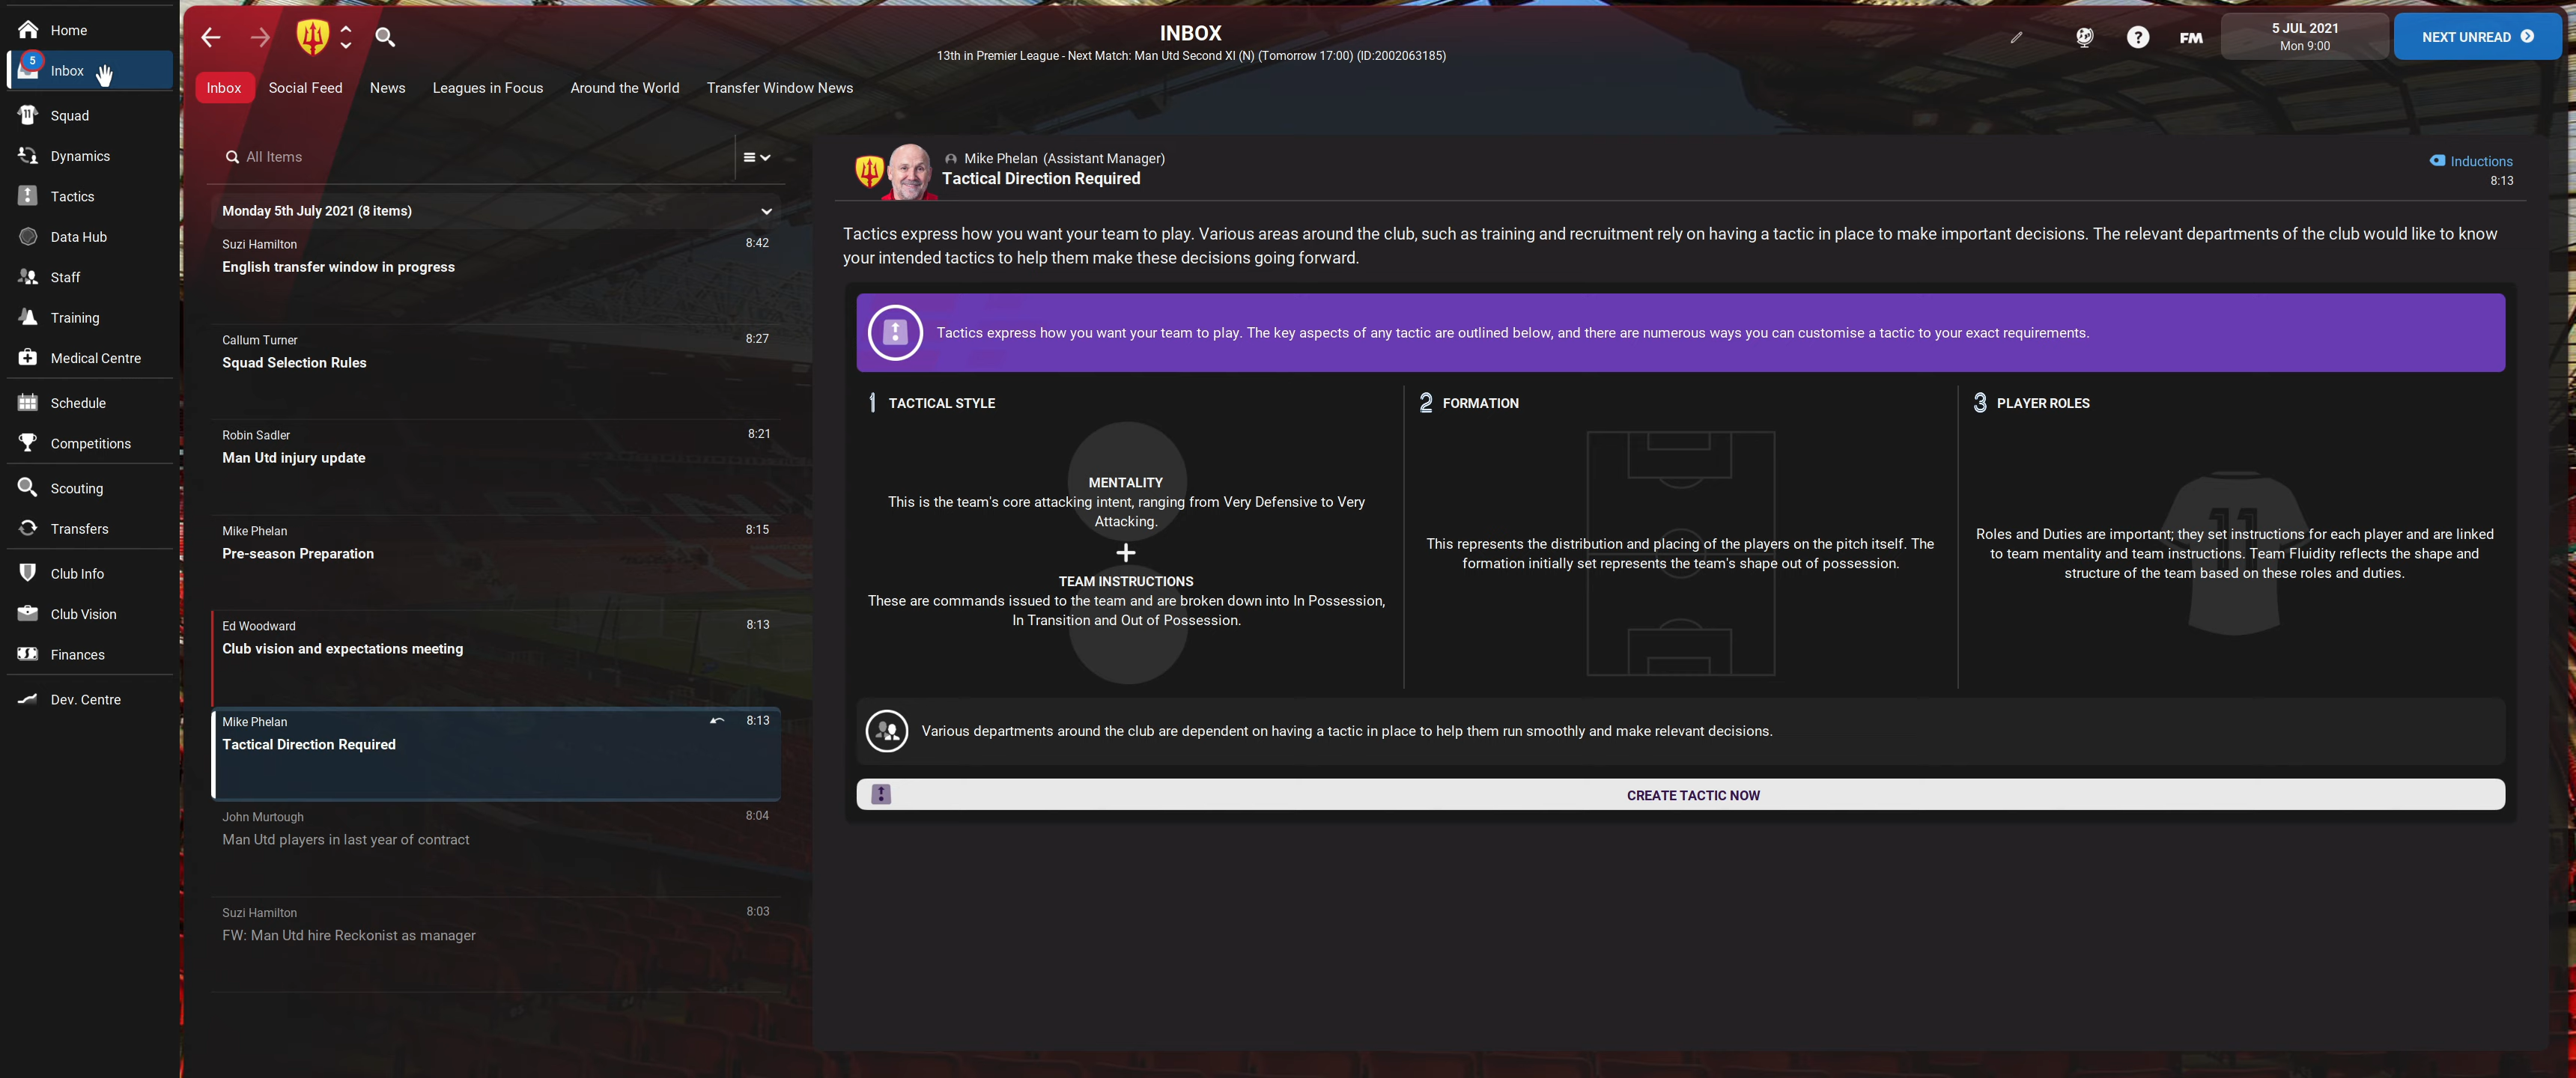 Home
5
Inbox
Squad
Dynamics
Tactics
Data Hub
Staff
Training
Medical Centre
Schedule
Competitions
Scouting
Transfers
Club Info
Club Vision
Finances
Dev. Centre
INBOX
13th in Premier League - Next Match: Man Utd Second XI (N) (Tomorrow 17:00) (ID:2002063185)
?
FM
5 JUL 2021
Mon 9:00
NEXT UNREAD
Inbox Social Feed News Leagues in Focus Around the World Transfer Window News
All Items
Monday 5th July 2021 (8 items)
Suzi Hamilton 8:42
English transfer window in progress
Callum Turner 8:27
Squad Selection Rules
Robin Sadler 8:21
Man Utd injury update
Mike Phelan 8:15
Pre-season Preparation
Ed Woodward 8:13
Club vision and expectations meeting
Mike Phelan 8:13
Tactical Direction Required
John Murtough 8:04
Man Utd players in last year of contract
Suzi Hamilton 8:03
FW: Man Utd hire Reckonist as manager
Mike Phelan (Assistant Manager)
Tactical Direction Required
Inductions
8:13
Tactics express how you want your team to play. Various areas around the club, such as training and recruitment rely on having a tactic in place to make important decisions. The relevant departments of the club would like to know
your intended tactics to help them make these decisions going forward.
Tactics express how you want your team to play. The key aspects of any tactic are outlined below, and there are numerous ways you can customise a tactic to your exact requirements.
1 TACTICAL STYLE
MENTALITY
This is the team's core attacking intent, ranging from Very Defensive to Very
Attacking.
+
TEAM INSTRUCTIONS
These are commands issued to the team and are broken down into In Possession,
In Transition and Out of Possession.
2 FORMATION
This represents the distribution and placing of the players on the pitch itself. The
formation initially set represents the team's shape out of possession.
3 PLAYER ROLES
11
Roles and Duties are important; they set instructions for each player and are linked
to team mentality and team instructions. Team Fluidity reflects the shape and
structure of the team based on these roles and duties.
Various departments around the club are dependent on having a tactic in place to help them run smoothly and make relevant decisions.
CREATE TACTIC NOW